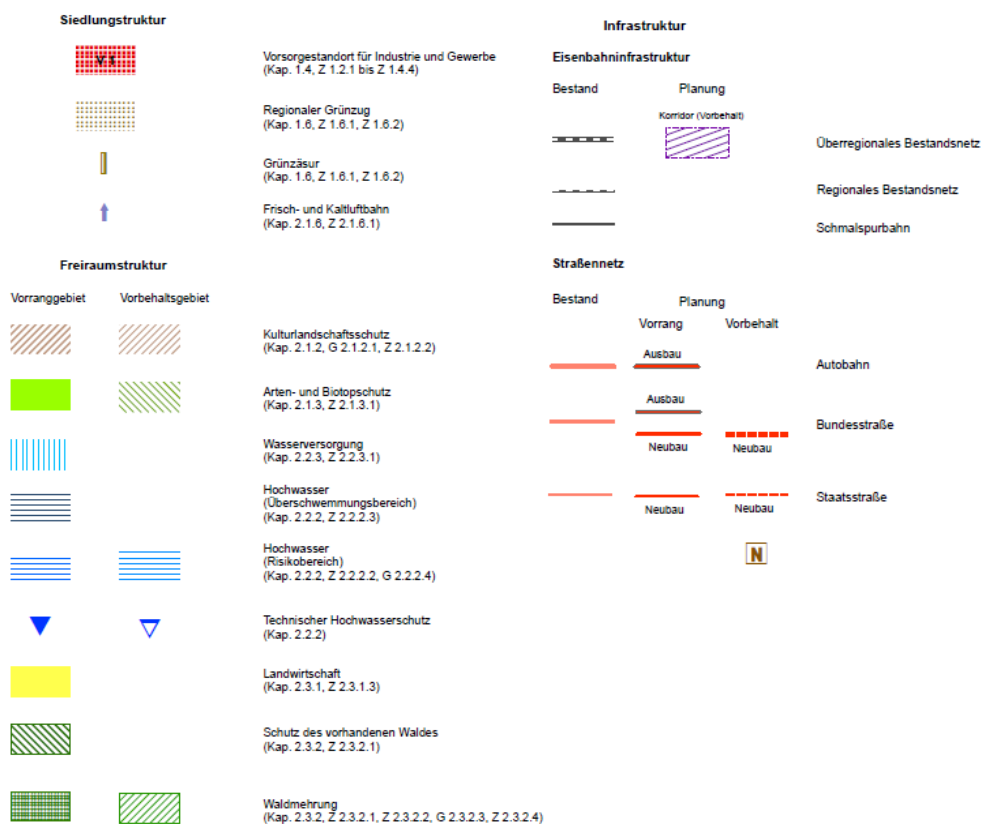 Siedlungstruktur
Vorsorgestandort für Industrie und Gewerbe
(Kap. 1.4, Z 1.2.1 bis Z 1.4.4)
Regionaler Grünzug
(Kap. 1.6, Z 1.6.1, Z 1.6.2)
Grünzäsur
(Kap. 1.6, Z 1.6.1, Z 1.6.2)
Frisch- und Kaltluftbahn
(Kap. 2.1.6, Z 2.1.6.1)
Freiraumstruktur
Vorranggebiet Vorbehaltsgebiet
Kulturlandschaftsschutz
(Kap. 2.1.2, G 2.1.2.1, Z 2.1.2.2)
Arten- und Biotopschutz
(Kap. 2.1.3, Z 2.1.3.1)
Wasserversorgung
(Kap. 2.2.3, Z 2.2.3.1)
Hochwasser
(Überschwemmungsbereich)
(Kap. 2.2.2, Z 2.2.2.3)
Hochwasser
(Risikobereich)
(Kap. 2.2.2, Z 2.2.2.2, G 2.2.2.4)
Technischer Hochwasserschutz
(Kap. 2.2.2)
Landwirtschaft
(Kap. 2.3.1, Z 2.3.1.3)
Schutz des vorhandenen Waldes
(Kap. 2.3.2, Z 2.3.2.1)
Waldmehrung
(Kap. 2.3.2, Z 2.3.2.1, Z 2.3.2.2, G 2.3.2.3, Z 2.3.2.4)
Infrastruktur
Eisenbahninfrastruktur
Bestand Planung
Korridor (Vorbehalt)
Überregionales Bestandsnetz
Regionales Bestandsnetz
Schmalspurbahn
Straßennetz
Bestand Planung
Vorrang Vorbehalt
Ausbau
Autobahn
Ausbau
Bundesstraße
Neubau Neubau
Staatsstraße
Neubau Neubau
N